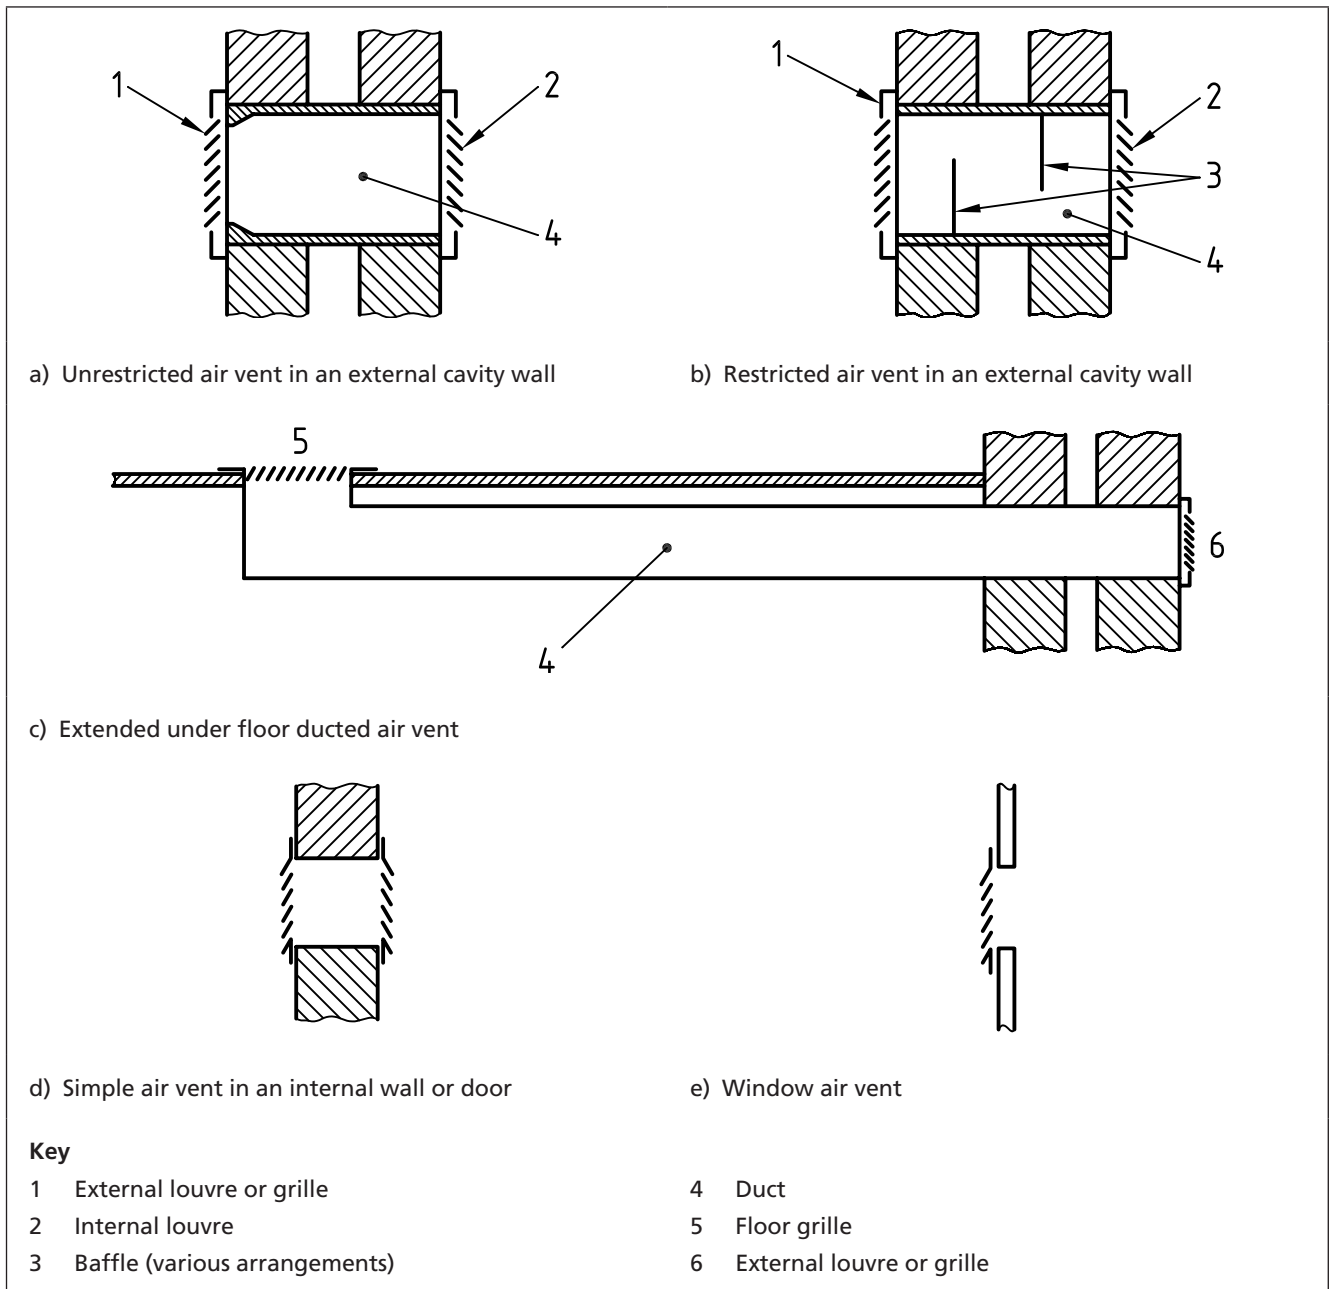 1
2
4
1
2
3
4
a) Unrestricted air vent in an external cavity wall
b) Restricted air vent in an external cavity wall
5
6
4
c) Extended under floor ducted air vent
d) Simple air vent in an internal wall or door
e) Window air vent
Key
1 External louvre or grille
2 Internal louvre
3 Baffle (various arrangements)
4 Duct
5 Floor grille
6 External louvre or grille